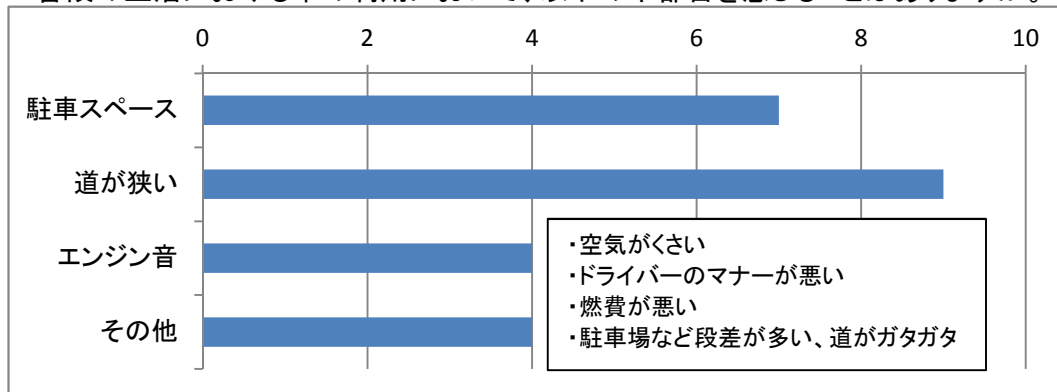 0 2 4 6 8 10
駐車スペース
道が狭い
エンジン音
その他
・空気がくさい
・ドライバーのマナーが悪い
・燃費が悪い
・駐車場など段差が多い、道がガタガタ